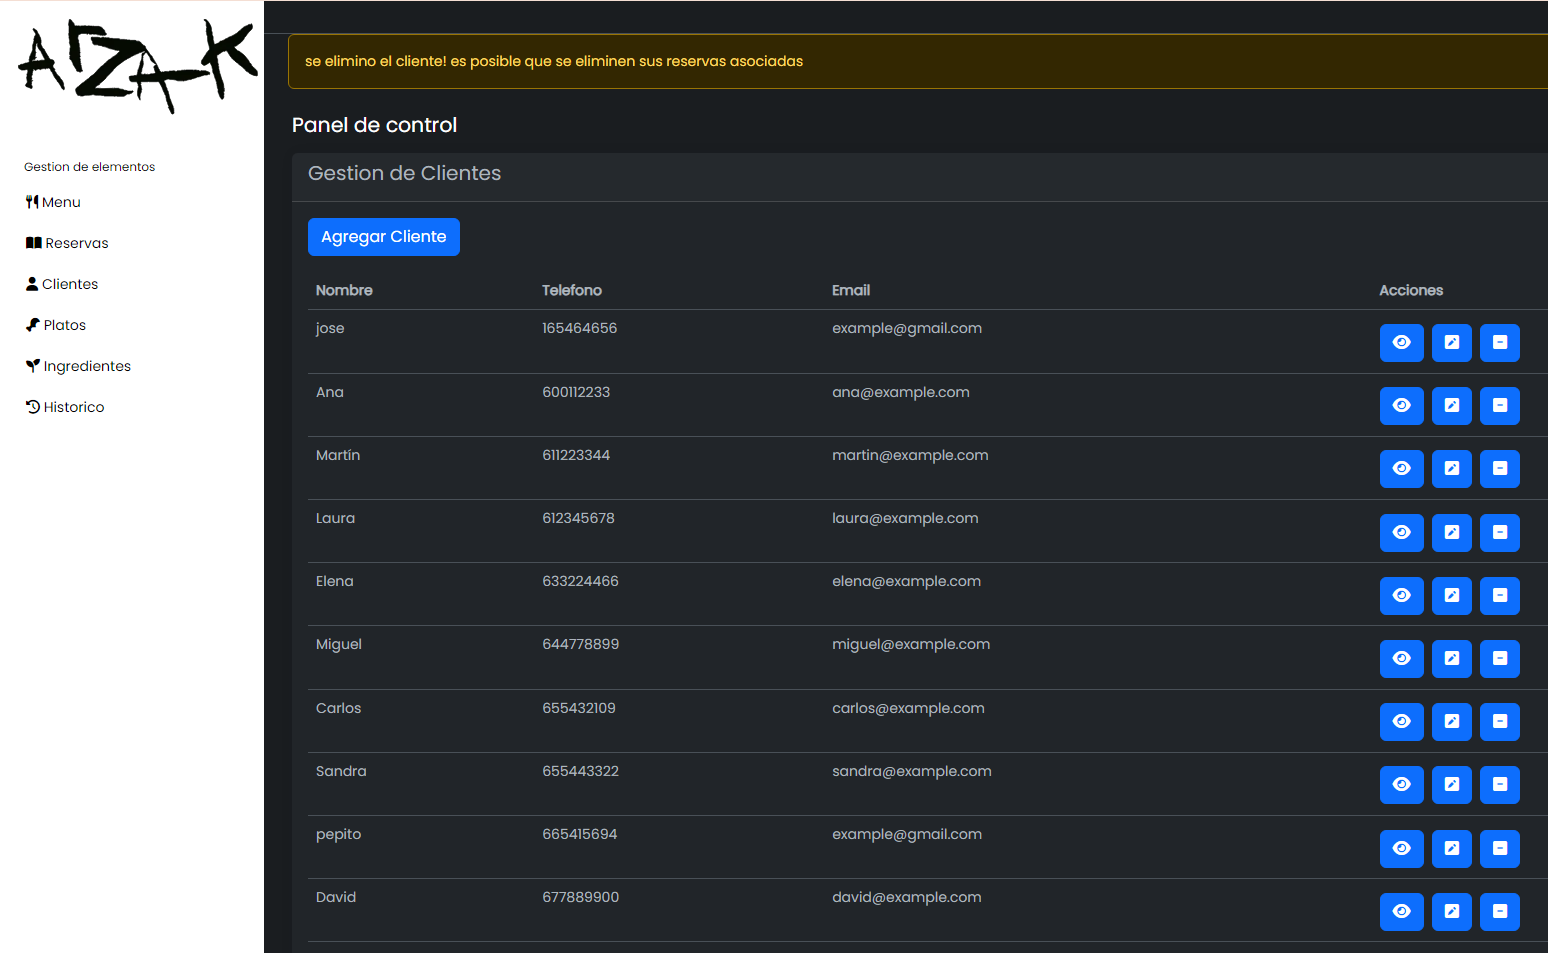 ARZAK
se elimino el cliente! es posible que se eliminen sus reservas asociadas
Panel de control
Gestion de elementos
Menu
Reservas
Clientes
Platos
Ingredientes
Historico
Gestion de Clientes
Agregar Cliente
Nombre Telefono Email Acciones
jose 165464656 example@gmail.com
Ana 600112233 ana@example.com
Martín 611223344 martin@example.com
Laura 612345678 laura@example.com
Elena 633224466 elena@example.com
Miguel 644778899 miguel@example.com
Carlos 655432109 carlos@example.com
Sandra 655443322 sandra@example.com
pepito 665415694 example@gmail.com
David 677889900 david@example.com